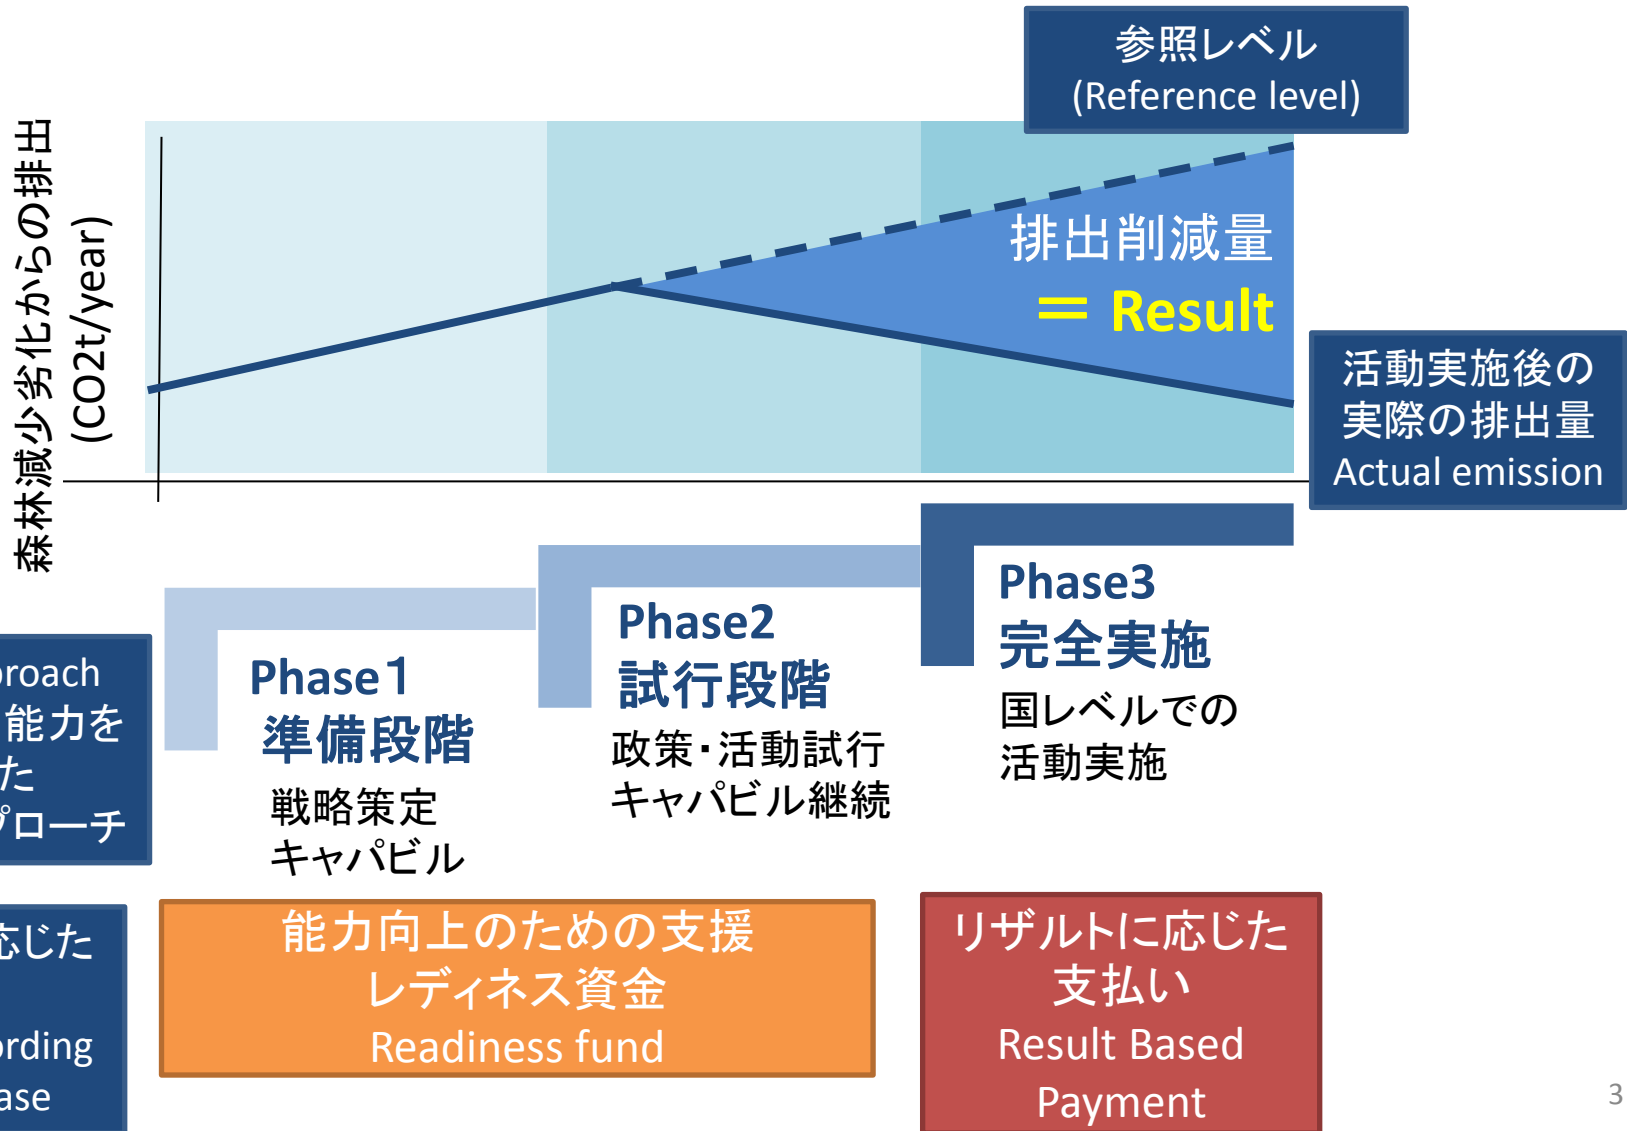 参照レベル
(Reference level)
森林減少劣化からの排出
(CO2t/year)
排出削減量
＝ Result
活動実施後の
実際の排出量
Actual emission
Phase１
準備段階
戦略策定
キャパビル
Phase2
試行段階
政策・活動試行
キャパビル継続
Phase3
完全実施
国レベルでの
活動実施
roach
能力を
た
プローチ
応じた
ording
ase
能力向上のための支援
レディネス資金
Readiness fund
リザルトに応じた
支払い
Result Based
Payment
3